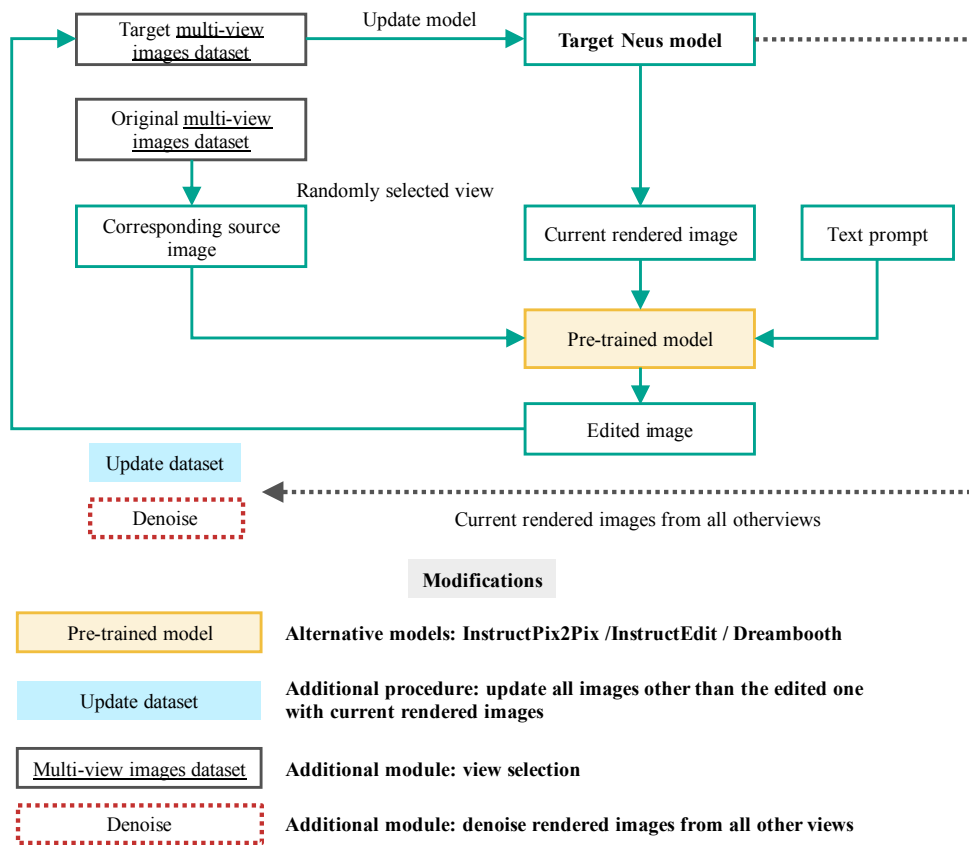 Target multi-view
images dataset
Update model
Target Neus model
Original multi-view
images dataset
Randomly selected view
Corresponding source
image
Current rendered image
Text prompt
Pre-trained model
Edited image
Update dataset
Denoise
Current rendered images from all otherviews
Modifications
Pre-trained model
Alternative models: InstructPix2Pix /InstructEdit / Dreambooth
Update dataset
Additional procedure: update all images other than the edited one
with current rendered images
Multi-view images dataset
Additional module: view selection
Denoise
Additional module: denoise rendered images from all other views